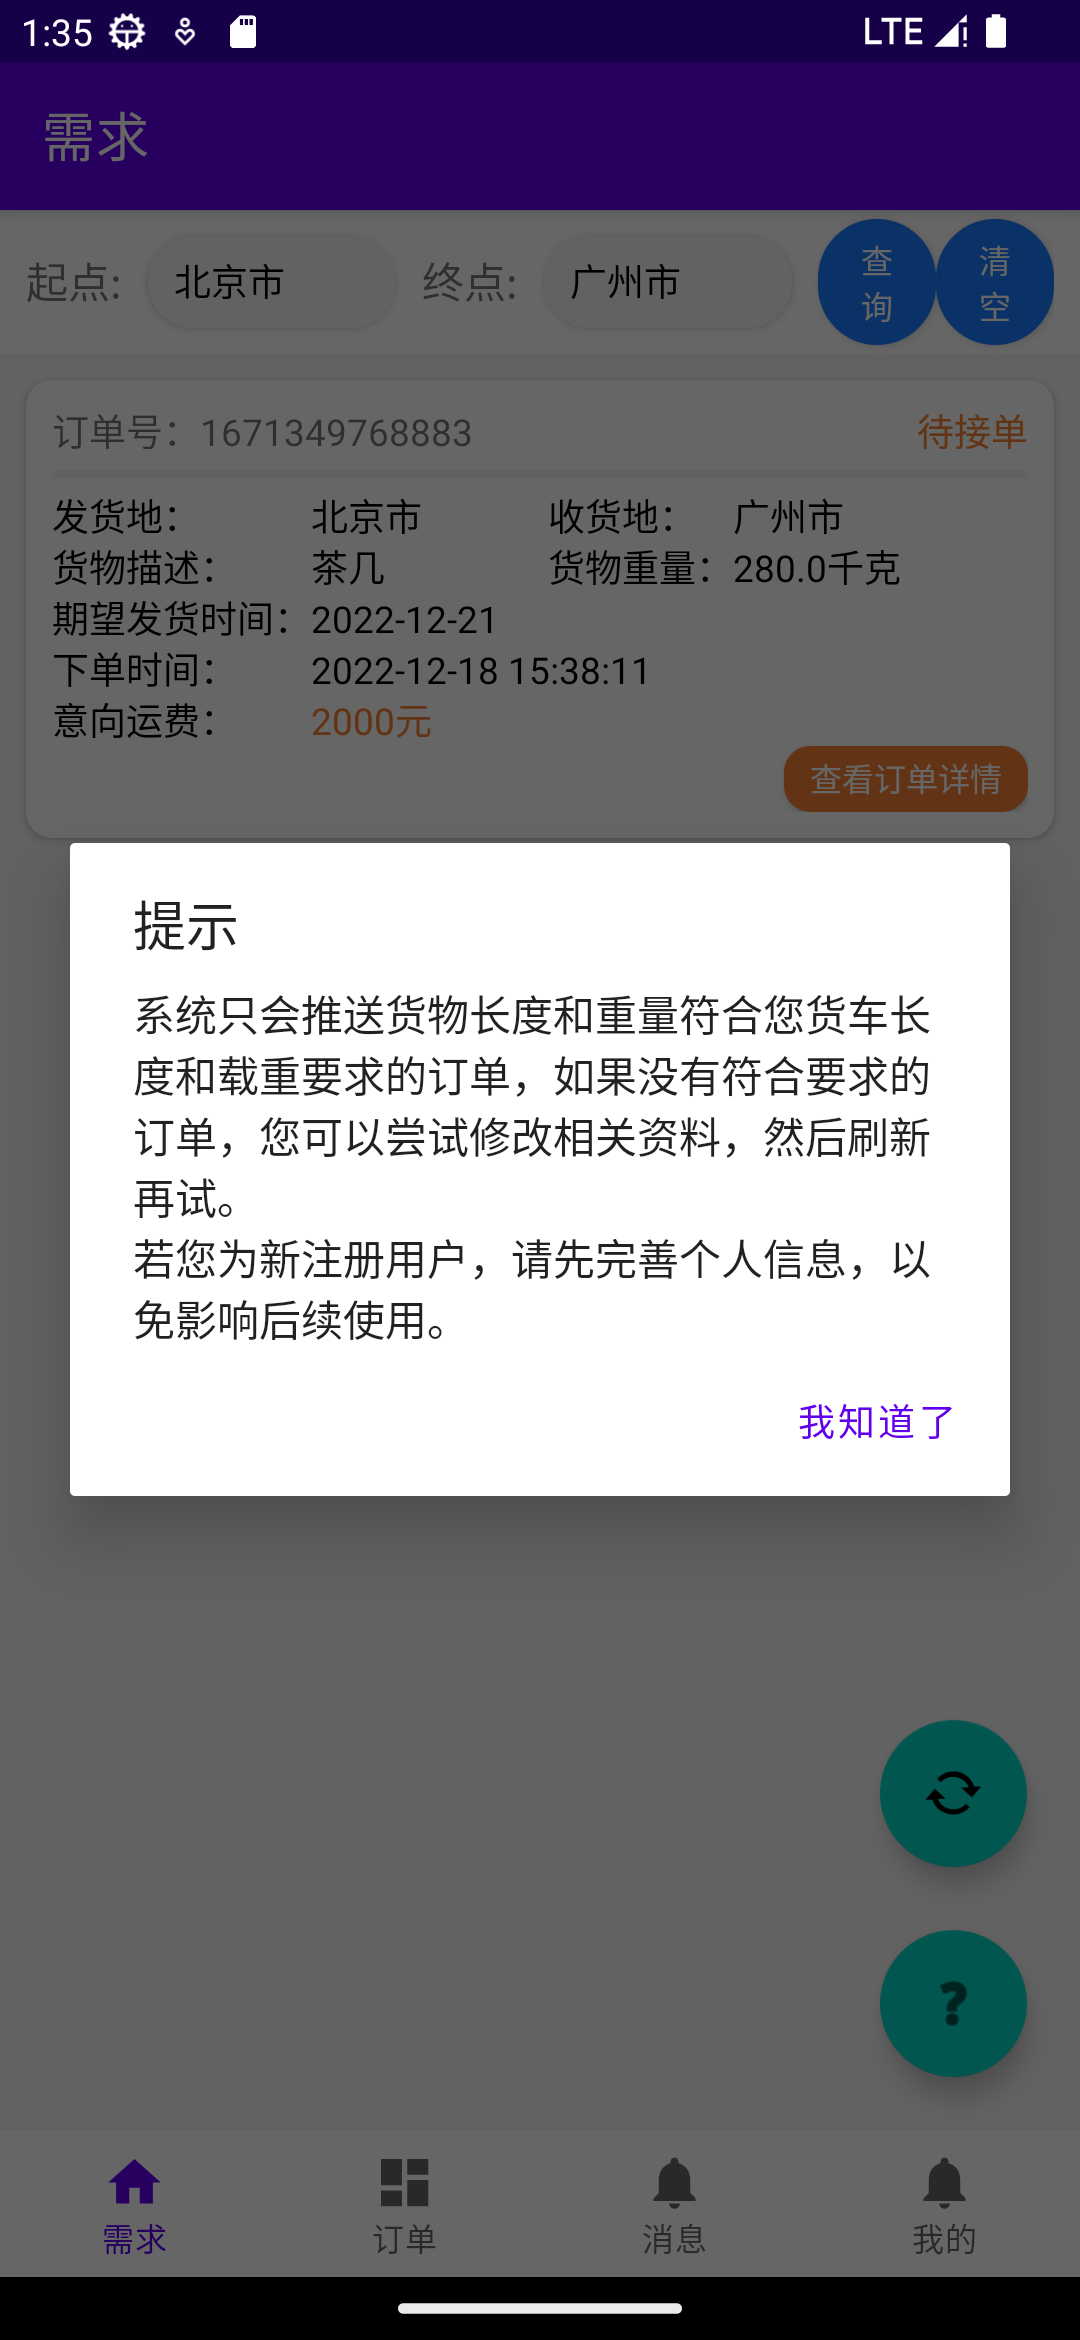 1:35 LTE
需求
起点: 北京市 终点: 广州市 查询 清空
订单号：1671349768883 待接单
发货地： 北京市 收货地： 广州市
货物描述： 茶几 货物重量：280.0千克
期望发货时间：2022-12-21
下单时间： 2022-12-18 15:38:11
意向运费： 2000元
查看订单详情
提示
系统只会推送货物长度和重量符合您货车长
度和载重要求的订单，如果没有符合要求的
订单，您可以尝试修改相关资料，然后刷新
再试。
若您为新注册用户，请先完善个人信息，以
免影响后续使用。
我知道了
?
需求 订单 消息 我的